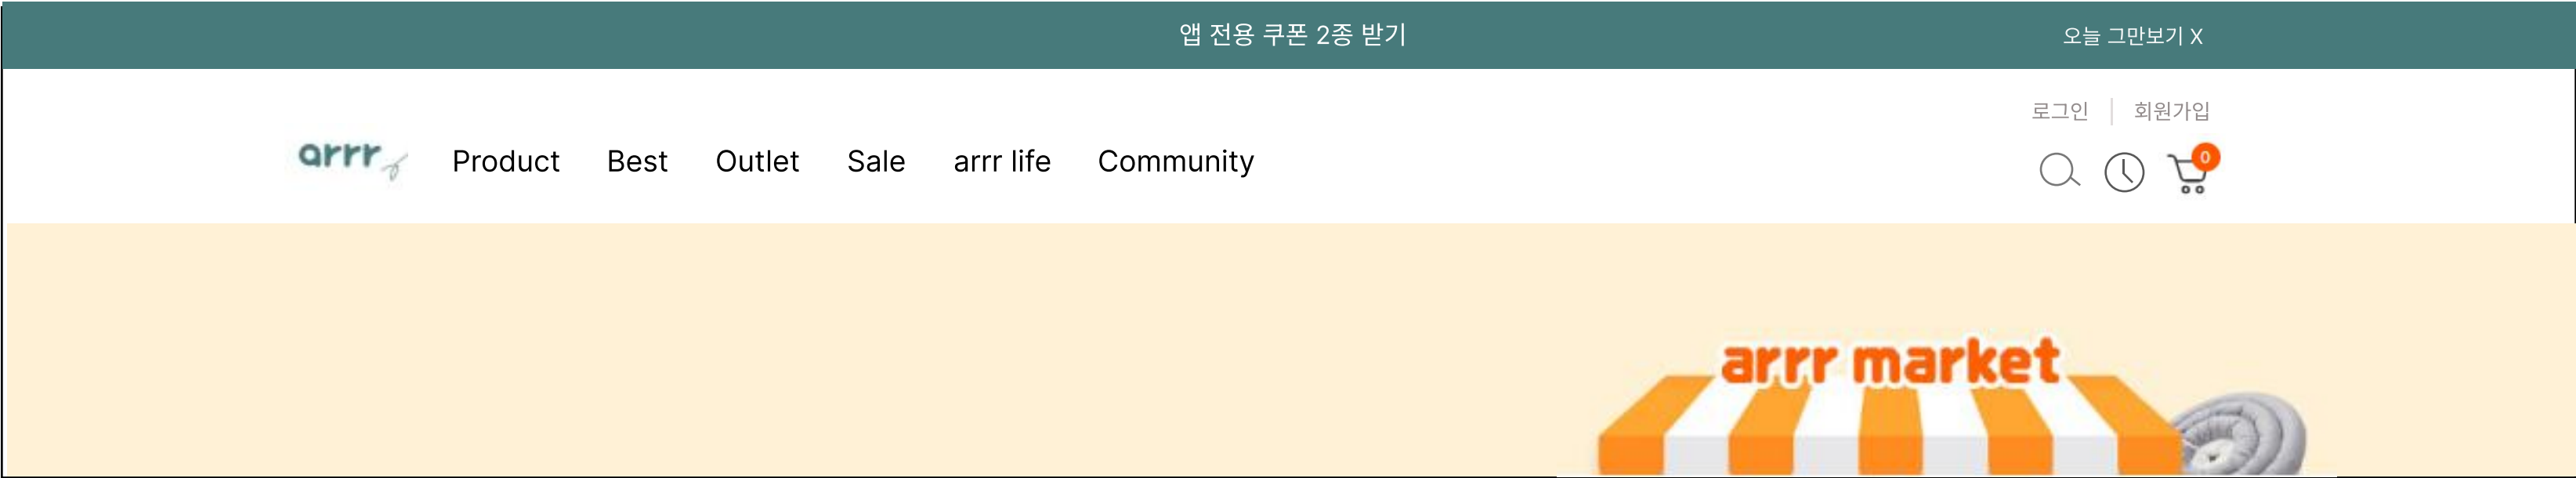 앱 전용 쿠폰 2종 받기
오늘 그만보기 X
로그인 | 회원가입
arrr
Product Best Outlet Sale arrr life Community
0
arrr market